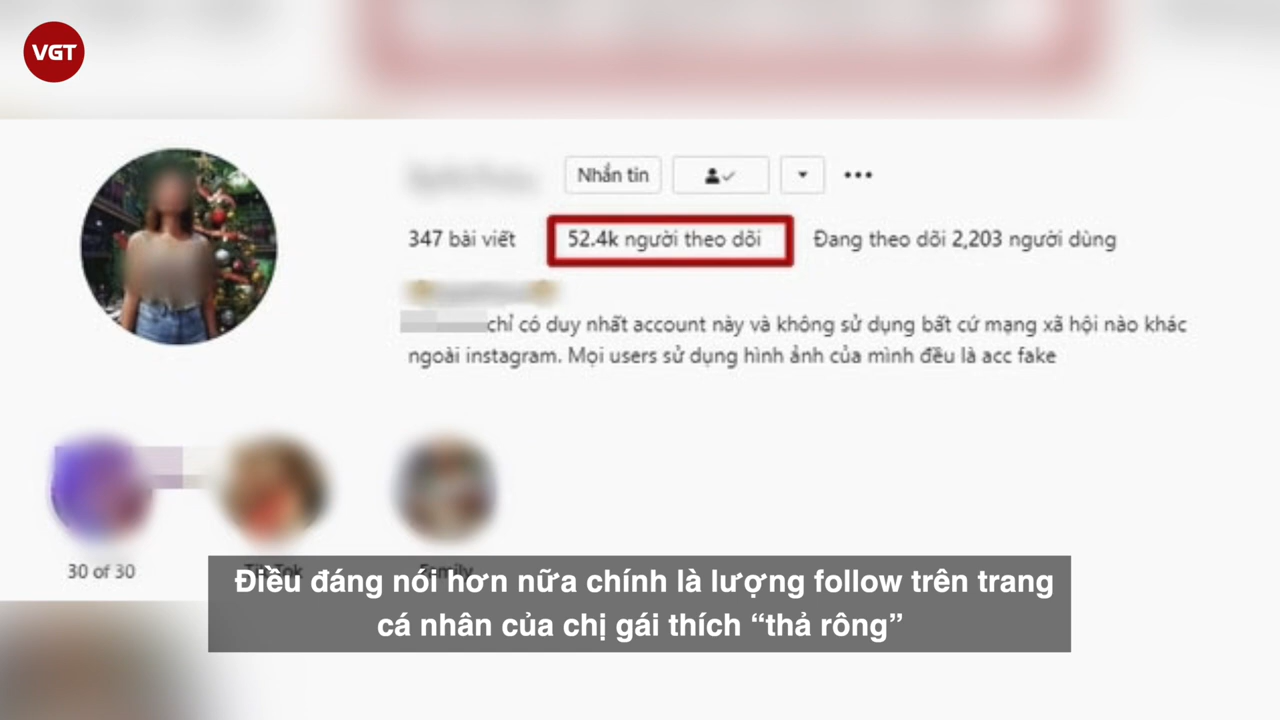 VGT
Nhắn tin
347 bài viết
52.4k người theo dõi
Đang theo dõi 2,203 người dùng
chỉ có duy nhất account này và không sử dụng bất cứ mạng xã hội nào khác
ngoài instagram. Mọi users sử dụng hình ảnh của mình đều là acc fake
30 of 30
TikTok
Family
Điều đáng nói hơn nữa chính là lượng follow trên trang
cá nhân của chị gái thích “thả rông”